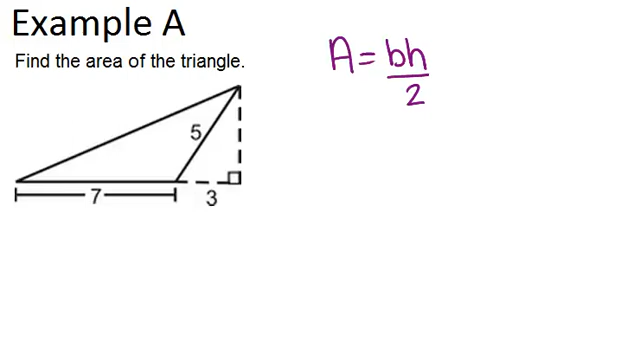 Example A
Find the area of the triangle.
A = bh
2
5
7
3